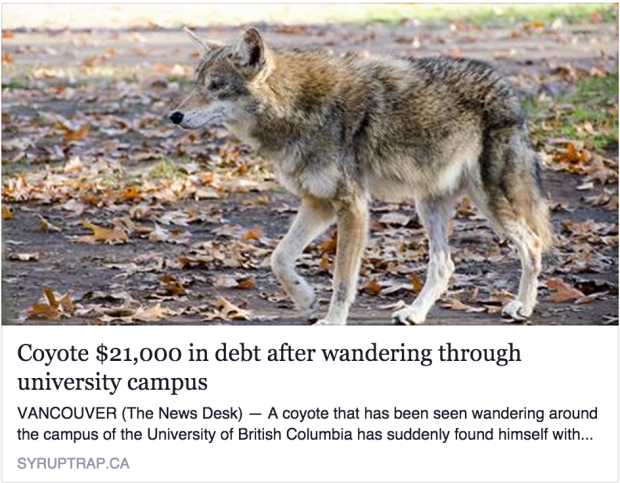 Coyote $21,000 in debt after wandering through
university campus
VANCOUVER (The News Desk) — A coyote that has been seen wandering around
the campus of the University of British Columbia has suddenly found himself with...
SYRUPTRAP.CA